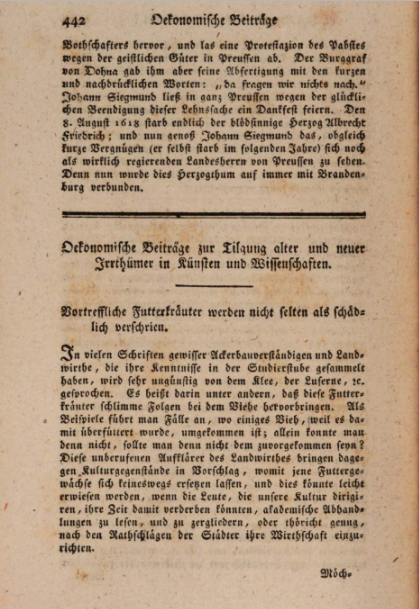 442 Oekonomische Beiträge
Bothschafters hervor, und las eine Protestazion des Pabstes
wegen der geistlichen Güter in Preussen ab. Der Burggraf
von Dohna gab ihm aber seine Abfertigung mit den kurzen
und nachdrücklichen Worten: „da fragen wir nichts nach.“
Johann Siegmund ließ in ganz Preussen wegen der glückli-
chen Beendigung dieser Lehnssache ein Dankfest feiern. Den
8. August 1618 starb endlich der blödsinnige Herzog Albrecht
Friedrich; und nun genoß Johann Siegmund das, obgleich
kurze Vergnügen (er selbst starb im folgenden Jahre) sich noch
als wirklich regierenden Landesherrn von Preussen zu sehen.
Denn nun wurde dies Herzogthum auf immer mit Branden-
burg verbunden.
Oekonomische Beiträge zur Tilgung alter und neuer
Irrthümer in Künsten und Wissenschaften.
Vortreffliche Futterkräuter werden nicht selten als schäd-
lich verschrien.
In vielen Schriften gewisser Ackerbauverständigen und Land-
wirthe, die ihre Kenntnisse in der Studierstube gesammelt
haben, wird sehr ungünstig von dem Klee, der Luserne, ꝛc.
gesprochen. Es heißt darin unter andern, daß diese Futter-
kräuter schlimme Folgen bei dem Viehe hervorbringen. Als
Beispiele führt man Fälle an, wo einiges Vieh, weil es da-
mit überfüttert wurde, umgekommen ist; allein konnte man
denn nicht, sollte man denn nicht dem zuvorgekommen seyn?
Diese unberufenen Aufklärer des Landwirthes bringen dage-
gen Kulturgegenstände in Vorschlag, womit jene Futterge-
wächse sich keinesweges ersetzen lassen, und dies könnte leicht
erwiesen werden, wenn die Leute, die unsere Kultur dirigi-
ren, ihre Zeit damit verderben könnten, akademische Abhand-
lungen zu lesen, und zu zergliedern, oder thöricht genug,
nach den Rathschlägen der Städter ihre Wirthschaft einzu-
richten.
Möch-